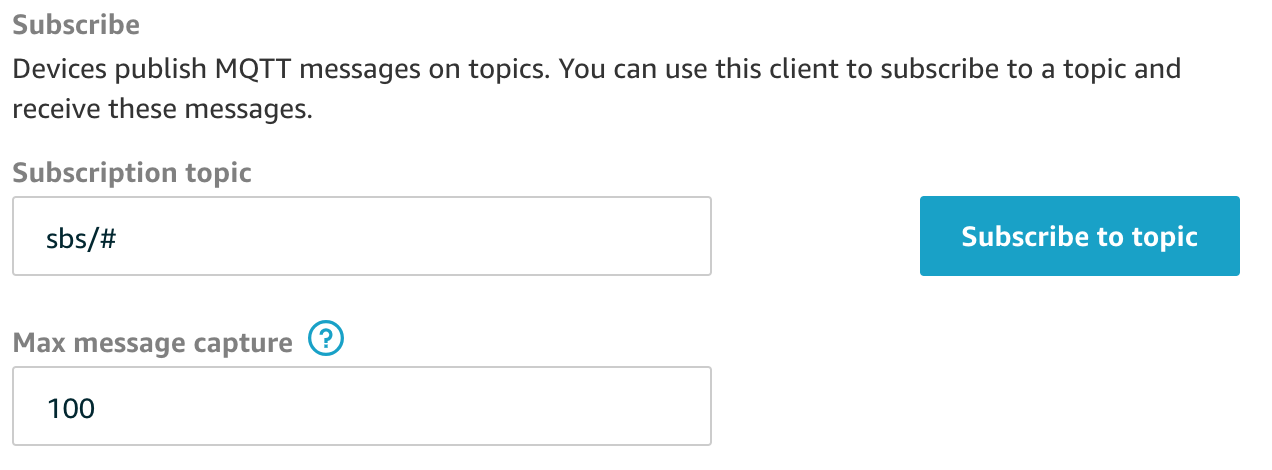 Subscribe
Devices publish MQTT messages on topics. You can use this client to subscribe to a topic and
receive these messages.
Subscription topic
sbs/#
Subscribe to topic
Max message capture ?
100